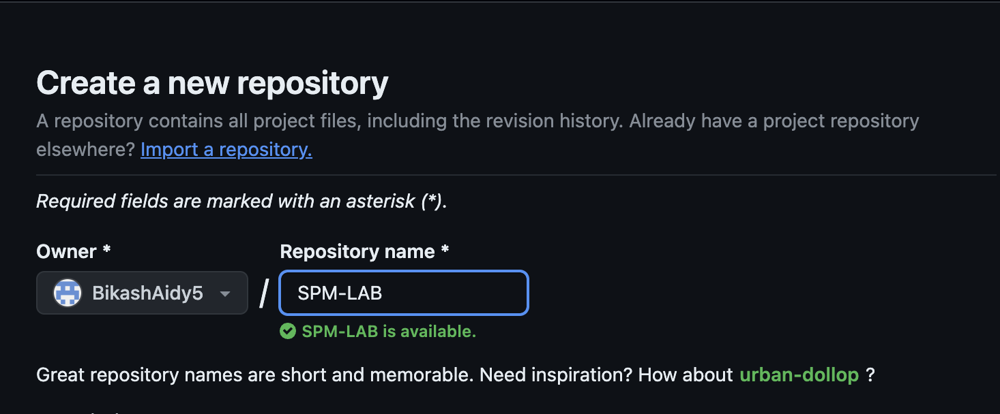 Create a new repository
A repository contains all project files, including the revision history. Already have a project repository
elsewhere? Import a repository.
Required fields are marked with an asterisk (*).
Owner *
Repository name *
BikashAidy5 / SPM-LAB
SPM-LAB is available.
Great repository names are short and memorable. Need inspiration? How about urban-dollop ?